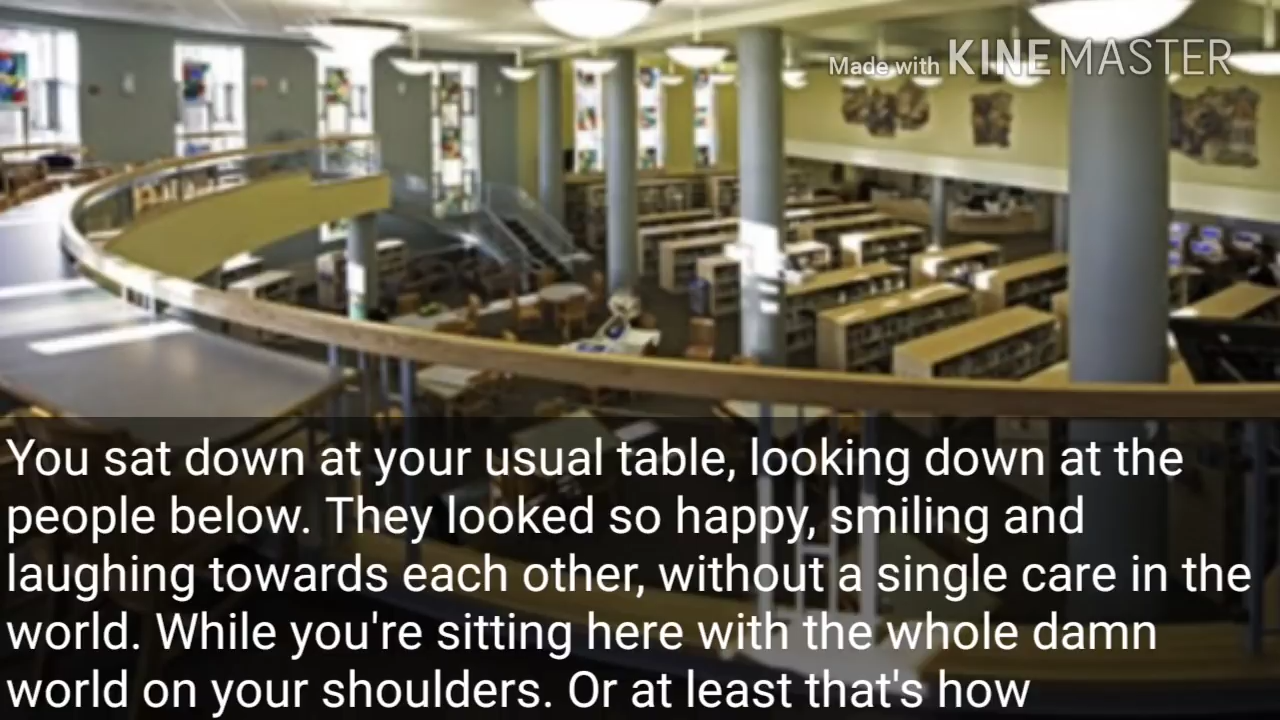 Made with KINEMASTER
You sat down at your usual table, looking down at the
people below. They looked so happy, smiling and
laughing towards each other, without a single care in the
world. While you're sitting here with the whole damn
world on your shoulders. Or at least that's how